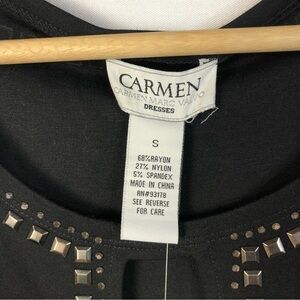 CARMEN
CARMEN MARC VALVO
DRESSES
S
68%RAYON
27% NYLON
5% SPANDEX
MADE IN CHINA
RN#93178
SEE REVERSE
FOR CARE